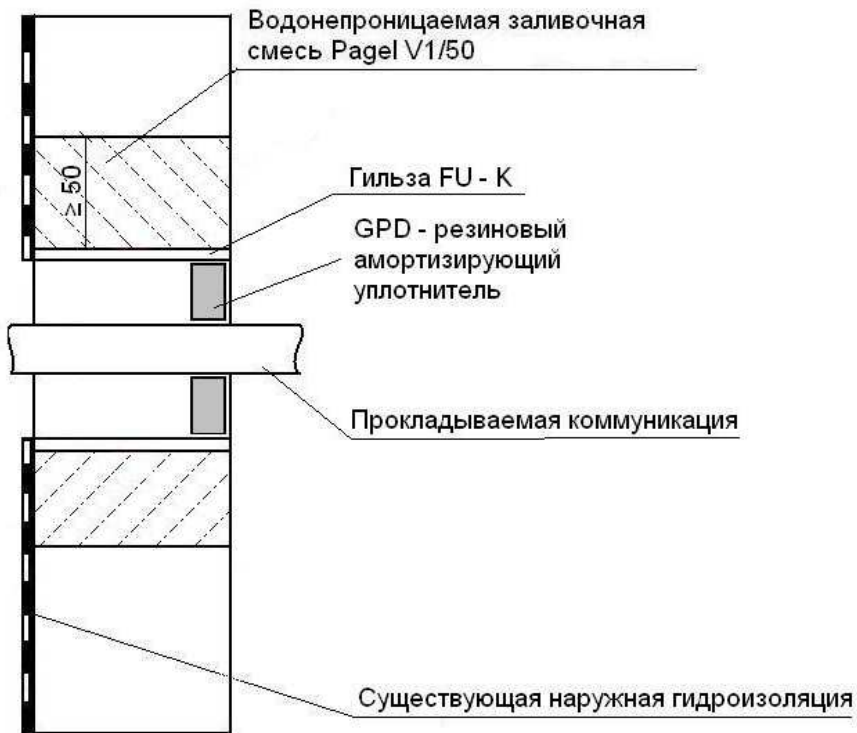 Водонепроницаемая заливочная
смесь Pagel V1/50
≥ 50
Гильза FU - K
GPD - резиновый
амортизирующий
уплотнитель
Прокладываемая коммуникация
Существующая наружная гидроизоляция